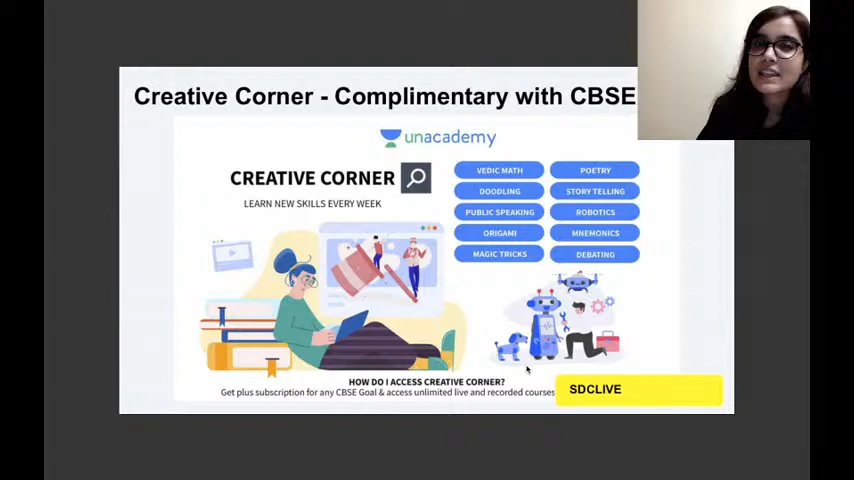 Creative Corner - Complimentary with CBSE
unacademy
CREATIVE CORNER
LEARN NEW SKILLS EVERY WEEK
VEDIC MATH
POETRY
DOODLING
STORY TELLING
PUBLIC SPEAKING
ROBOTICS
ORIGAMI
MNEMONICS
MAGIC TRICKS
DEBATING
HOW DO I ACCESS CREATIVE CORNER?
Get plus subscription for any CBSE Goal & access unlimited live and recorded courses
SDCLIVE